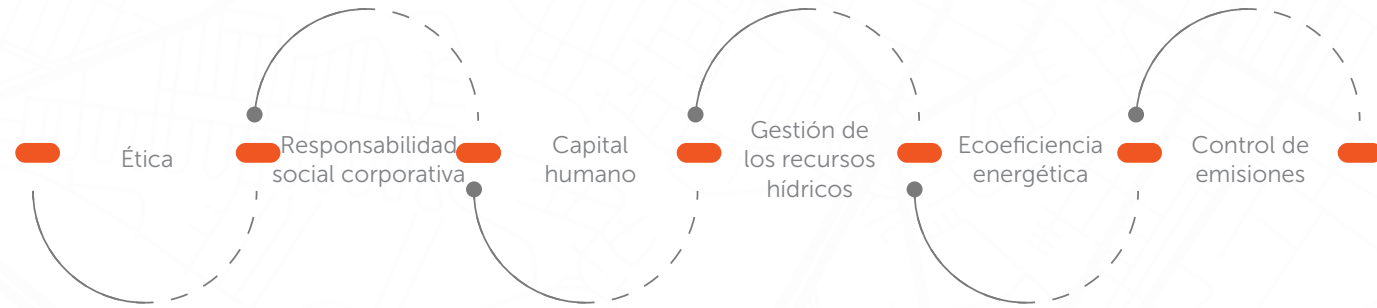 Ética
Responsabilidad
social corporativa
Capital
humano
Gestión de
los recursos
hídricos
Ecoeficiencia
energética
Control de
emisiones